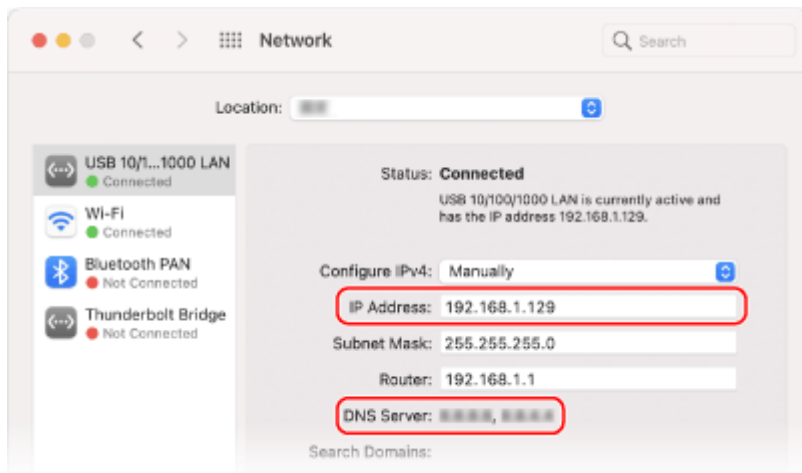 Network
Search
Location:
USB 10/1...1000 LAN
Connected
Wi-Fi
Connected
Bluetooth PAN
Not Connected
Thunderbolt Bridge
Not Connected
Status: Connected
USB 10/100/1000 LAN is currently active and
has the IP address 192.168.1.129.
Configure IPv4: Manually
IP Address: 192.168.1.129
Subnet Mask: 255.255.255.0
Router: 192.168.1.1
DNS Server:
Search Domains: